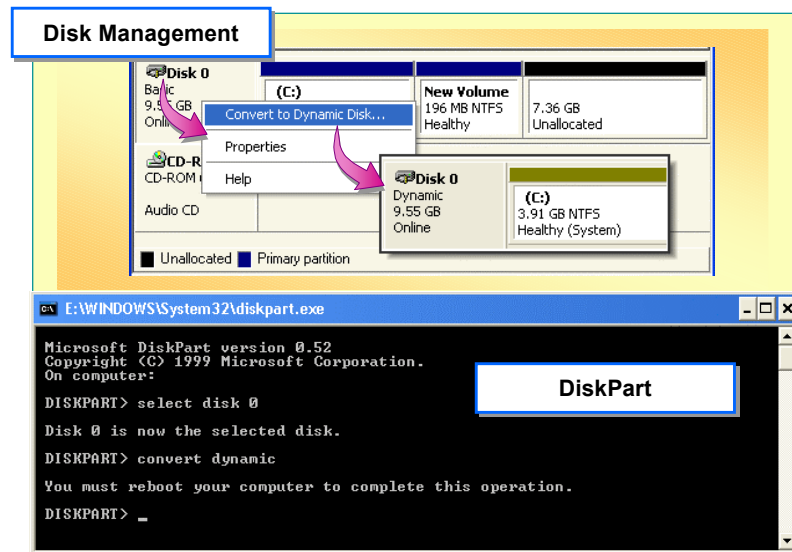 Disk Management
Disk 0
Basic
9.55 GB
(C:)
New Volume
196 MB NTFS
Healthy
7.36 GB
Unallocated
Convert to Dynamic Disk...
Properties
Help
CD-R
CD-ROM
Audio CD
Disk 0
Dynamic
9.55 GB
Online
(C:)
3.91 GB NTFS
Healthy (System)
Unallocated
Primary partition
E:\WINDOWS\System32\diskpart.exe
Microsoft DiskPart version 0.52
Copyright (C) 1999 Microsoft Corporation.
On computer:
DiskPart
DISKPART> select disk 0
Disk 0 is now the selected disk.
DISKPART> convert dynamic
You must reboot your computer to complete this operation.
DISKPART> _